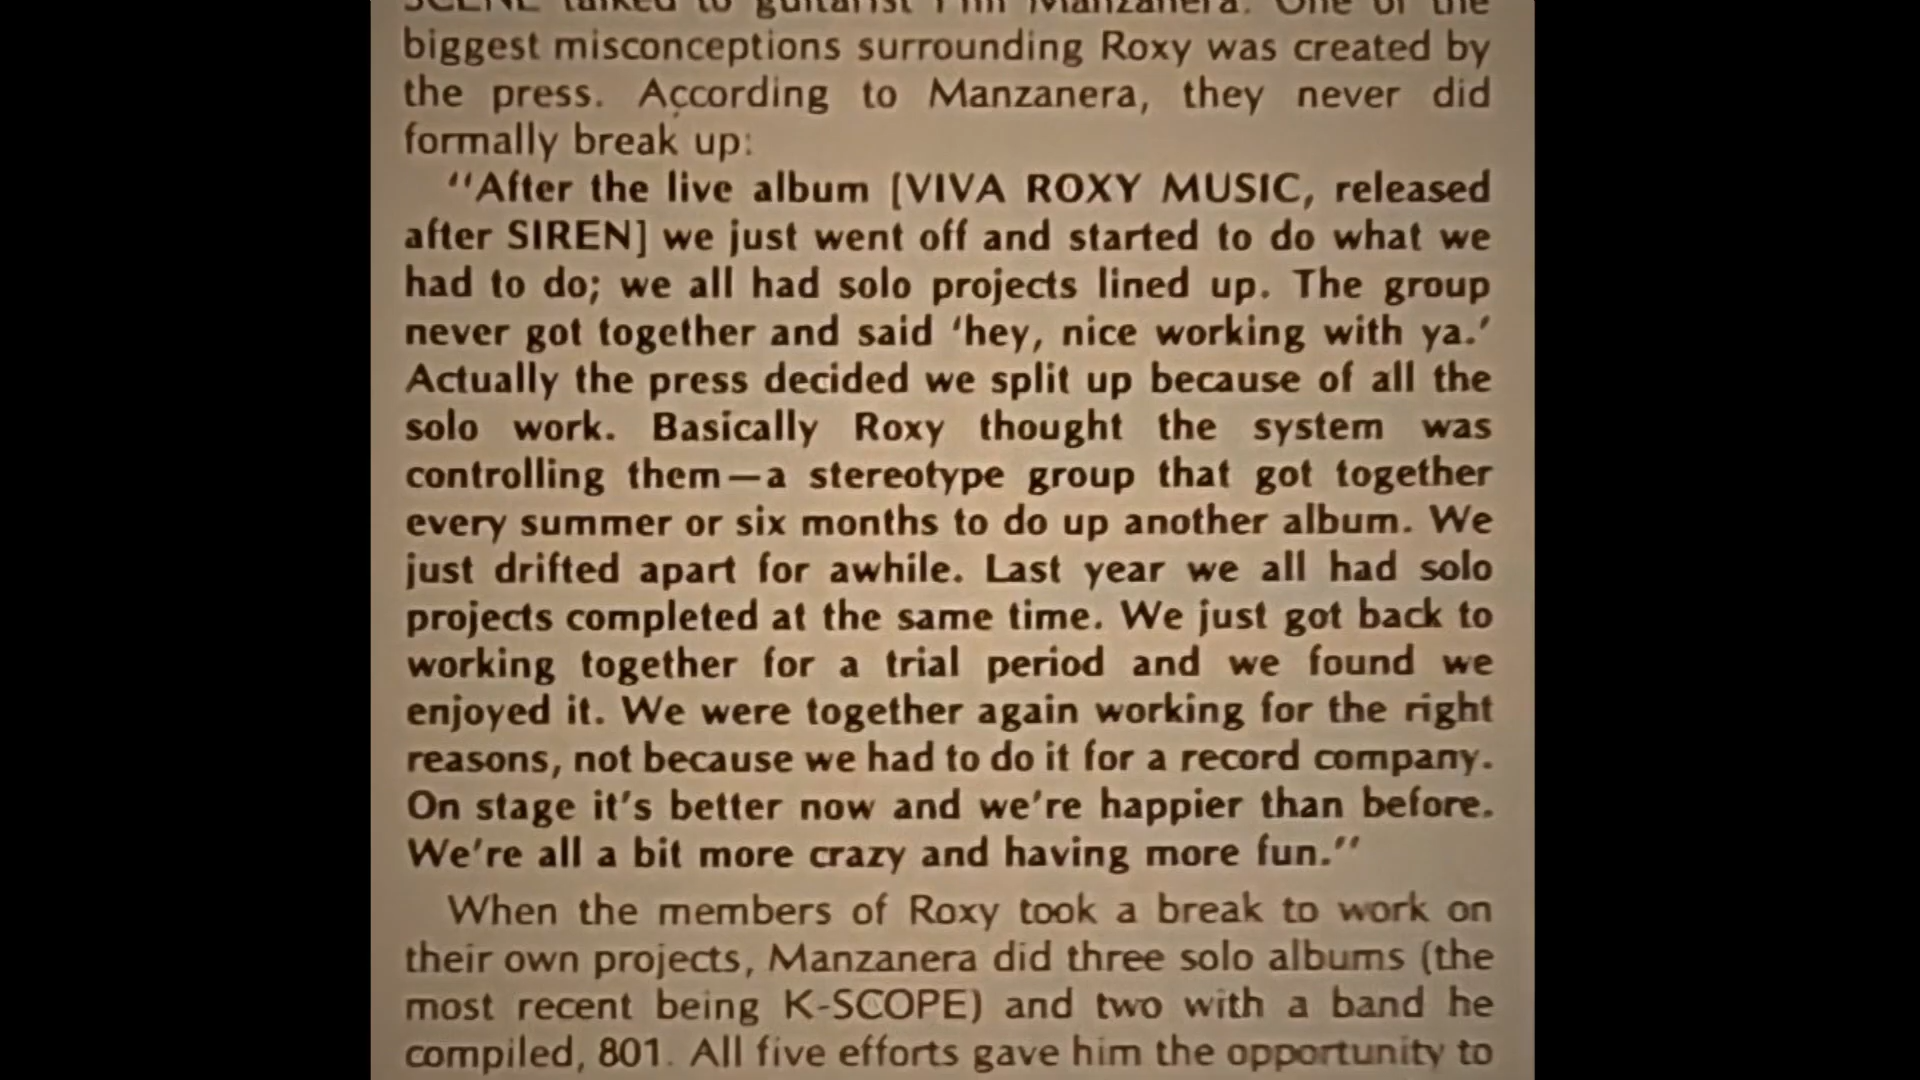 SCENE talked to guitarist Phil Manzanera. One of the
biggest misconceptions surrounding Roxy was created by
the press. According to Manzanera, they never did
formally break up:
"After the live album [VIVA ROXY MUSIC, released
after SIREN] we just went off and started to do what we
had to do; we all had solo projects lined up. The group
never got together and said 'hey, nice working with ya.'
Actually the press decided we split up because of all the
solo work. Basically Roxy thought the system was
controlling them—a stereotype group that got together
every summer or six months to do up another album. We
just drifted apart for awhile. Last year we all had solo
projects completed at the same time. We just got back to
working together for a trial period and we found we
enjoyed it. We were together again working for the right
reasons, not because we had to do it for a record company.
On stage it's better now and we're happier than before.
We're all a bit more crazy and having more fun."
When the members of Roxy took a break to work on
their own projects, Manzanera did three solo albums (the
most recent being K-SCOPE) and two with a band he
compiled, 801. All five efforts gave him the opportunity to